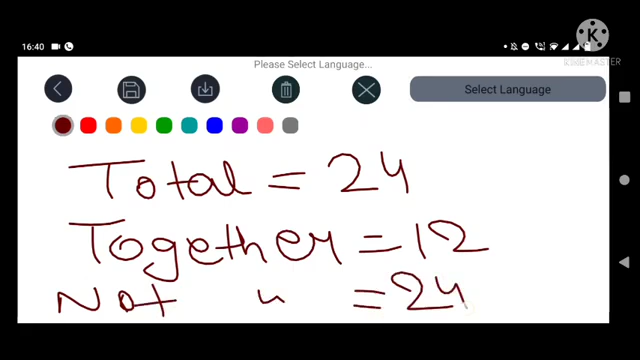 16:40
K
KINEMASTER
Please Select Language...
Select Language
Total = 24
Together = 12
Not " = 24